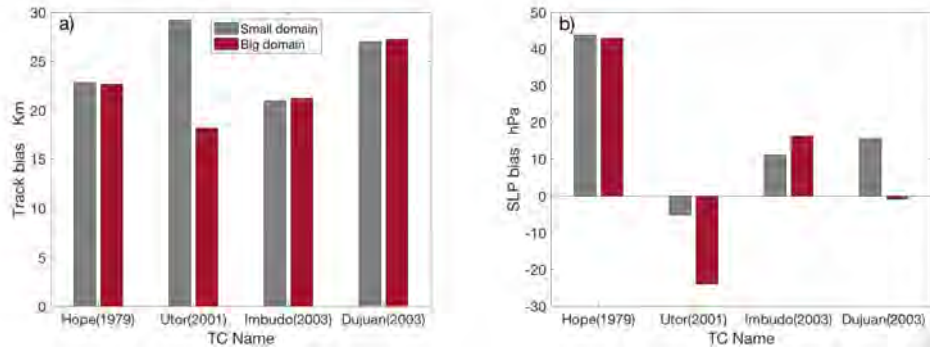 a)
Small domain
Big domain
30
25
20
15
10
5
0
Track bias Km
Hope(1979) Utor(2001) Imbudo(2003) Dujuan(2003)
TC Name
b)
50
40
30
20
10
0
-10
-20
-30
SLP bias hPa
Hope(1979) Utor(2001) Imbudo(2003) Dujuan(2003)
TC Name